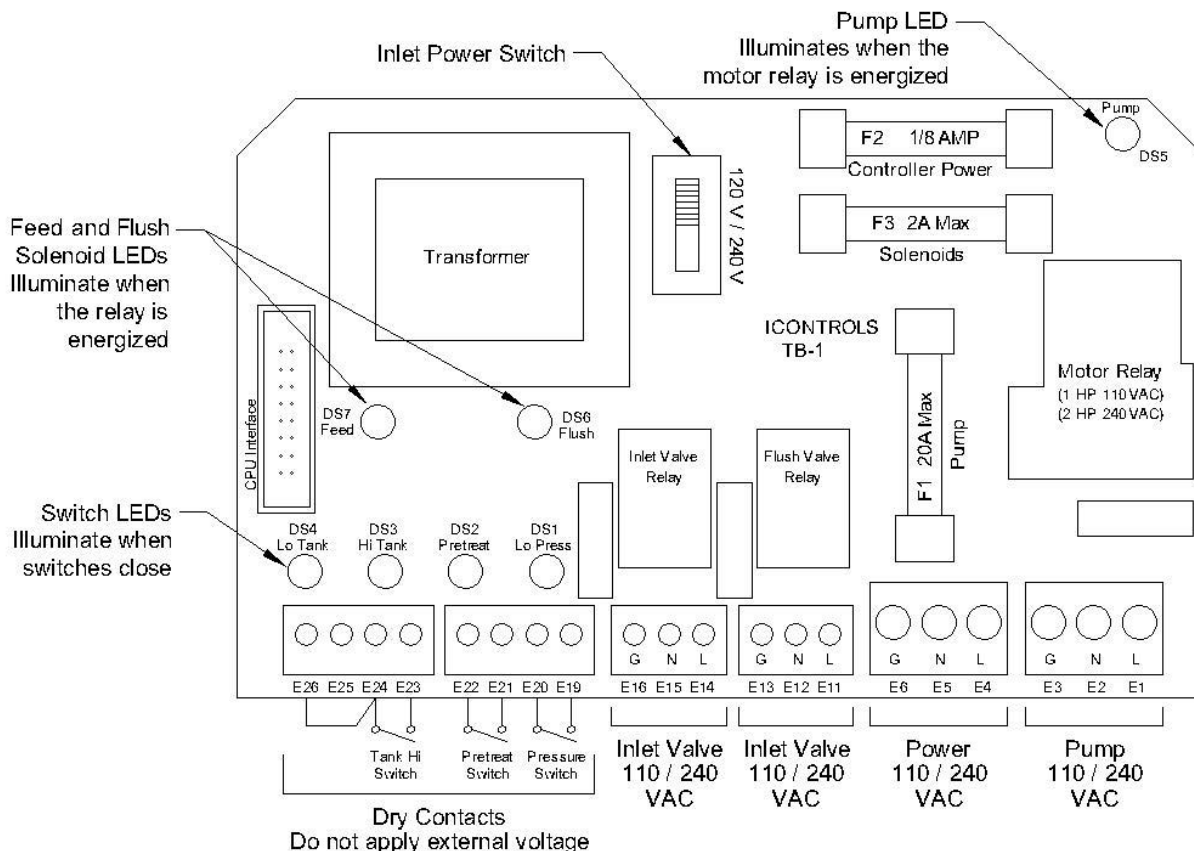 Pump LED
Illuminates when the
motor relay is energized
Inlet Power Switch
Pump
DS5
F2 1/8 AMP
Controller Power
120 V / 240 V
F3 2A Max
Solenoids
Feed and Flush
Solenoid LEDs
Illuminate when
the relay is
energized
Transformer
ICONTROLS
TB-1
Motor Relay
(1 HP 110VAC)
(2 HP 240VAC)
F1 20A Max
Pump
CPU Interface
DS7
Feed
DS6
Flush
Inlet Valve
Relay
Flush Valve
Relay
Switch LEDs
Illuminate when
switches close
DS4
Lo Tank
DS3
Hi Tank
DS2
Pretreat
DS1
Lo Press
G N L
G N L
G N L
G N L
E26 E25 E24 E23
E22 E21 E20 E19
E16 E15 E14
E13 E12 E11
E6 E5 E4
E3 E2 E1
Tank Hi
Switch
Pretreat
Switch
Pressure
Switch
Inlet Valve
110 / 240
VAC
Inlet Valve
110 / 240
VAC
Power
110 / 240
VAC
Pump
110 / 240
VAC
Dry Contacts
Do not apply external voltage